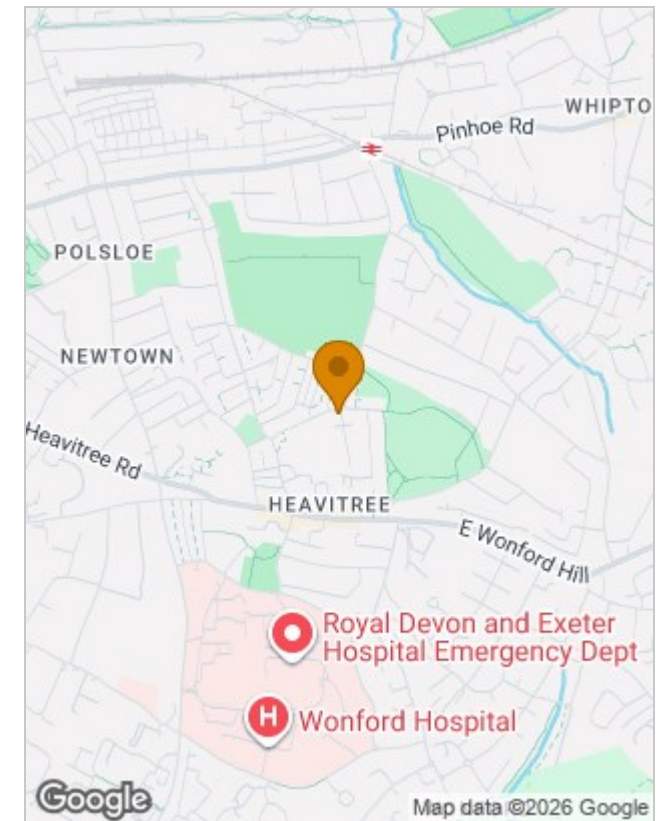 WHIPTO
Pinhoe Rd
POLSLOE
NEWTOWN
Heavitree Rd
HEAVITREE
E Wonford Hill
Royal Devon and Exeter
Hospital Emergency Dept
H
Wonford Hospital
Google
Map data ©2026 Google